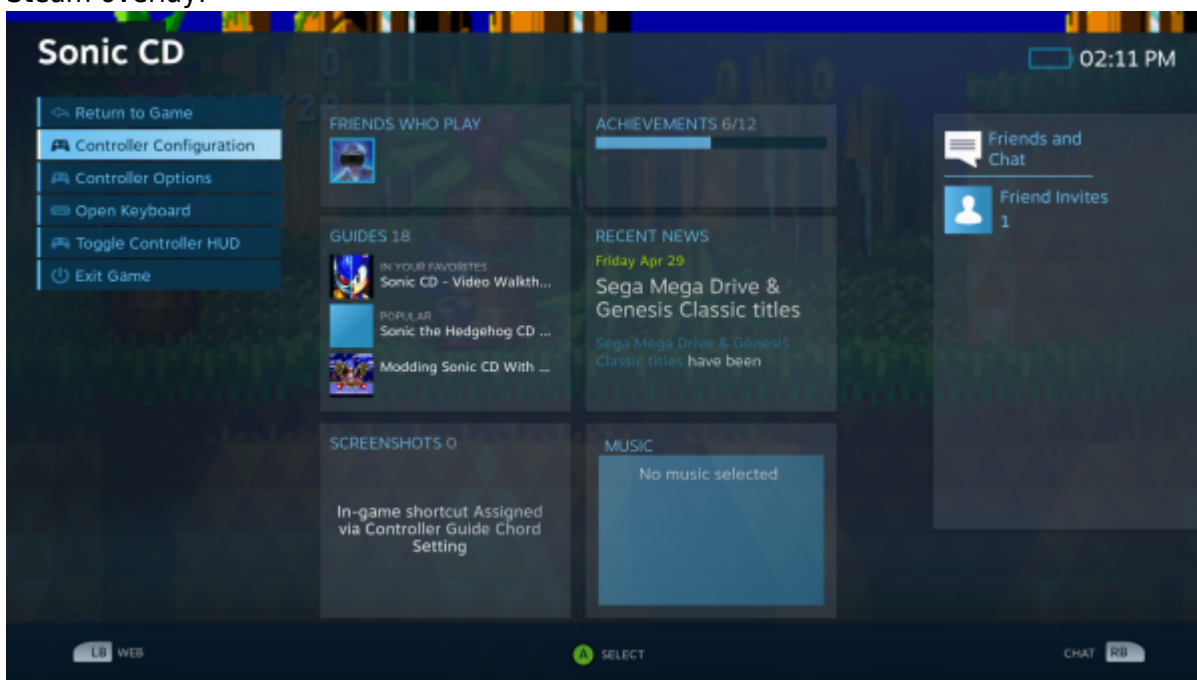 Steam overlay.
Sonic CD
02:11 PM
Return to Game
Controller Configuration
Controller Options
Open Keyboard
Toggle Controller HUD
Exit Game
FRIENDS WHO PLAY
ACHIEVEMENTS 6/12
Friends and
Chat
Friend Invites
1
GUIDES 18
IN YOUR FAVORITES
Sonic CD - Video Walkth...
POPULAR
Sonic the Hedgehog CD ...
Modding Sonic CD With ...
RECENT NEWS
Friday Apr 29
Sega Mega Drive &
Genesis Classic titles
Sega Mega Drive & Genesis
Classic titles have been
SCREENSHOTS 0
In-game shortcut Assigned
via Controller Guide Chord
Setting
MUSIC
No music selected
LB WEB
A SELECT
CHAT RB